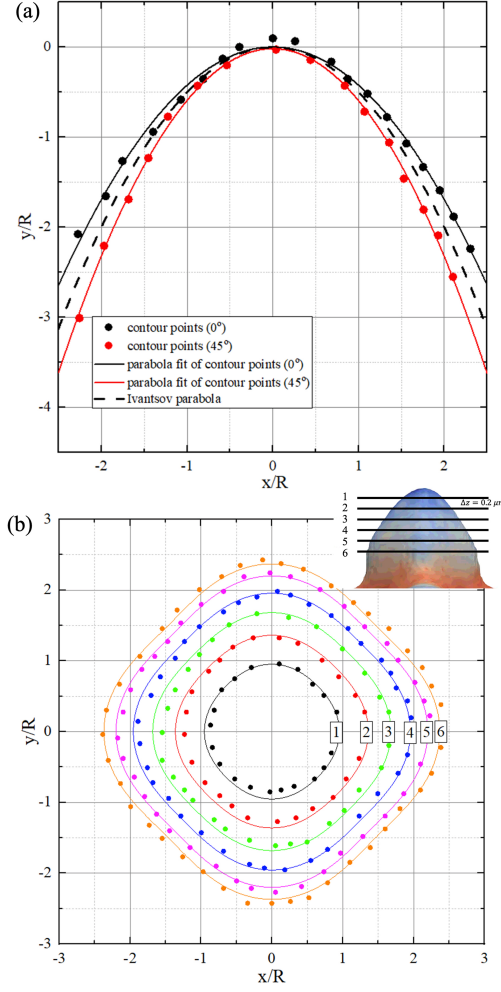 (a)
0
-1
-2
-3
-4
y/R
contour points (0°)
contour points (45°)
parabola fit of contour points (0°)
parabola fit of contour points (45°)
Ivantsov parabola
-2 -1 0 1 2
x/R
(b)
1
2
3
4
5
6
Δz = 0.2 μ
3
2
1
0
-1
-2
-3
y/R
1 2 3 4 5 6
-3 -2 -1 0 1 2 3
x/R